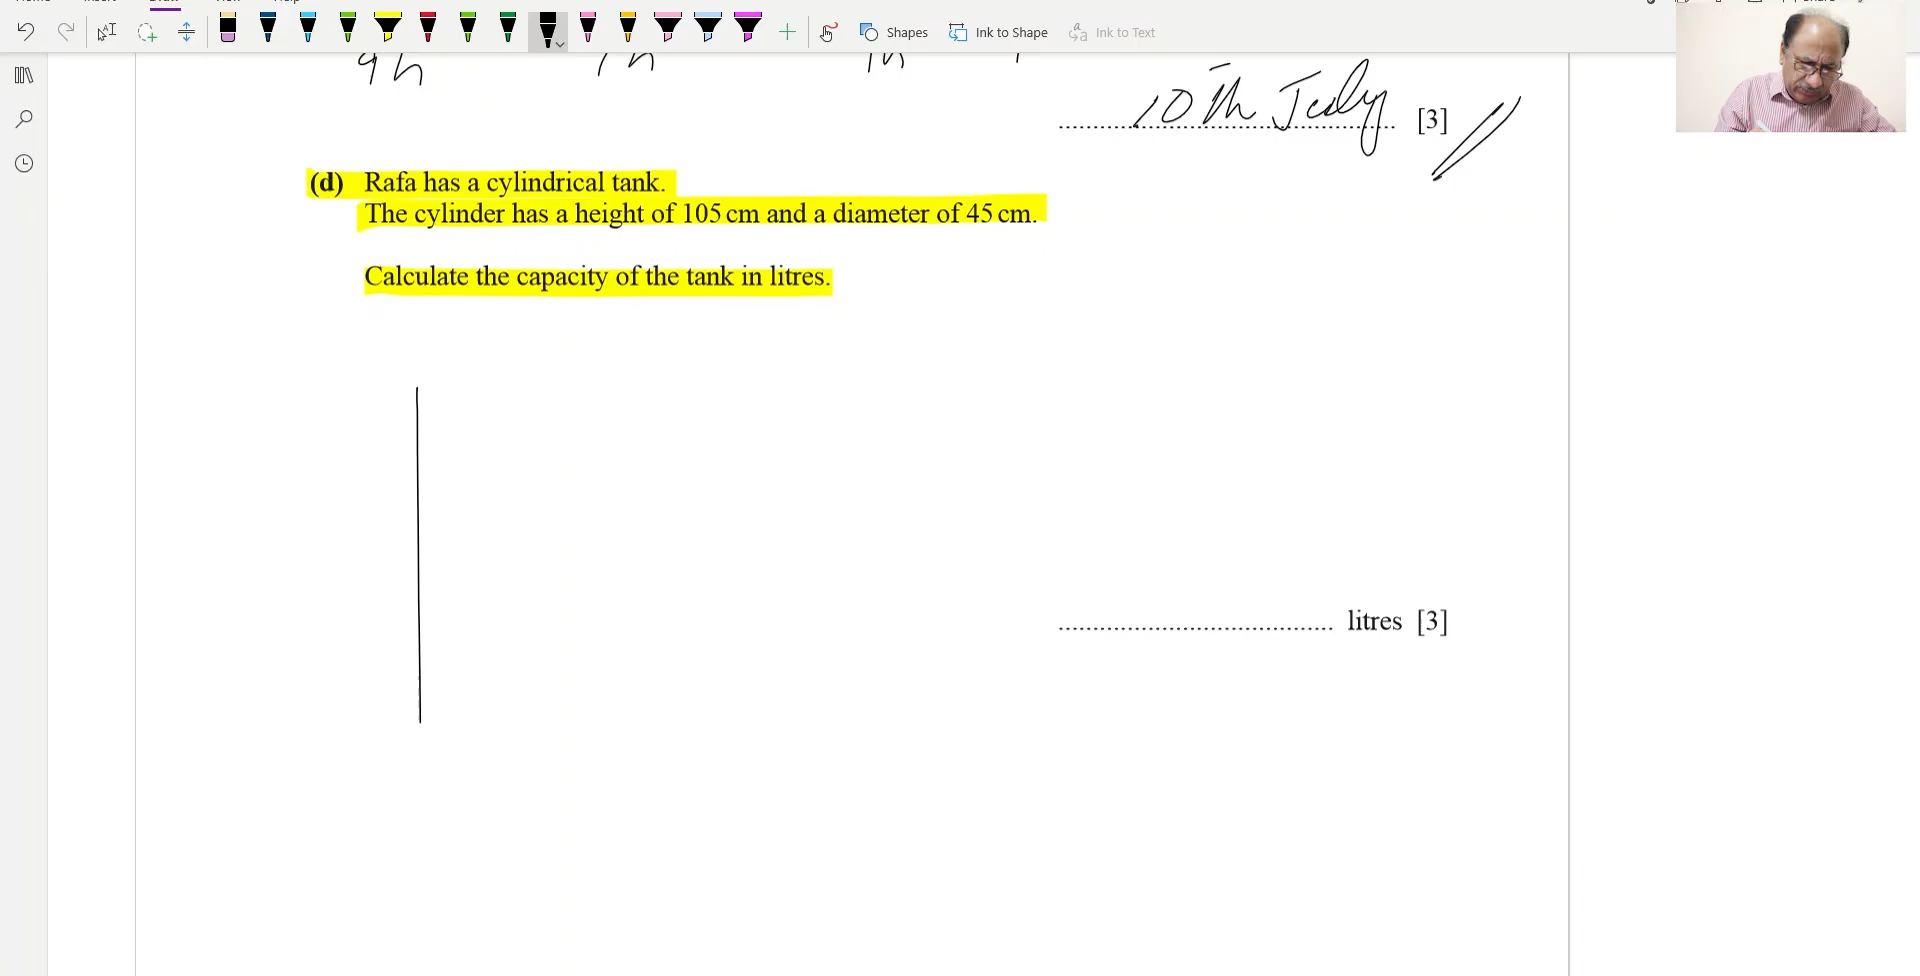 Shapes
Ink to Shape
Ink to Text
10th July [3]
(d) Rafa has a cylindrical tank.
The cylinder has a height of 105 cm and a diameter of 45 cm.
Calculate the capacity of the tank in litres.
.......................................... litres [3]